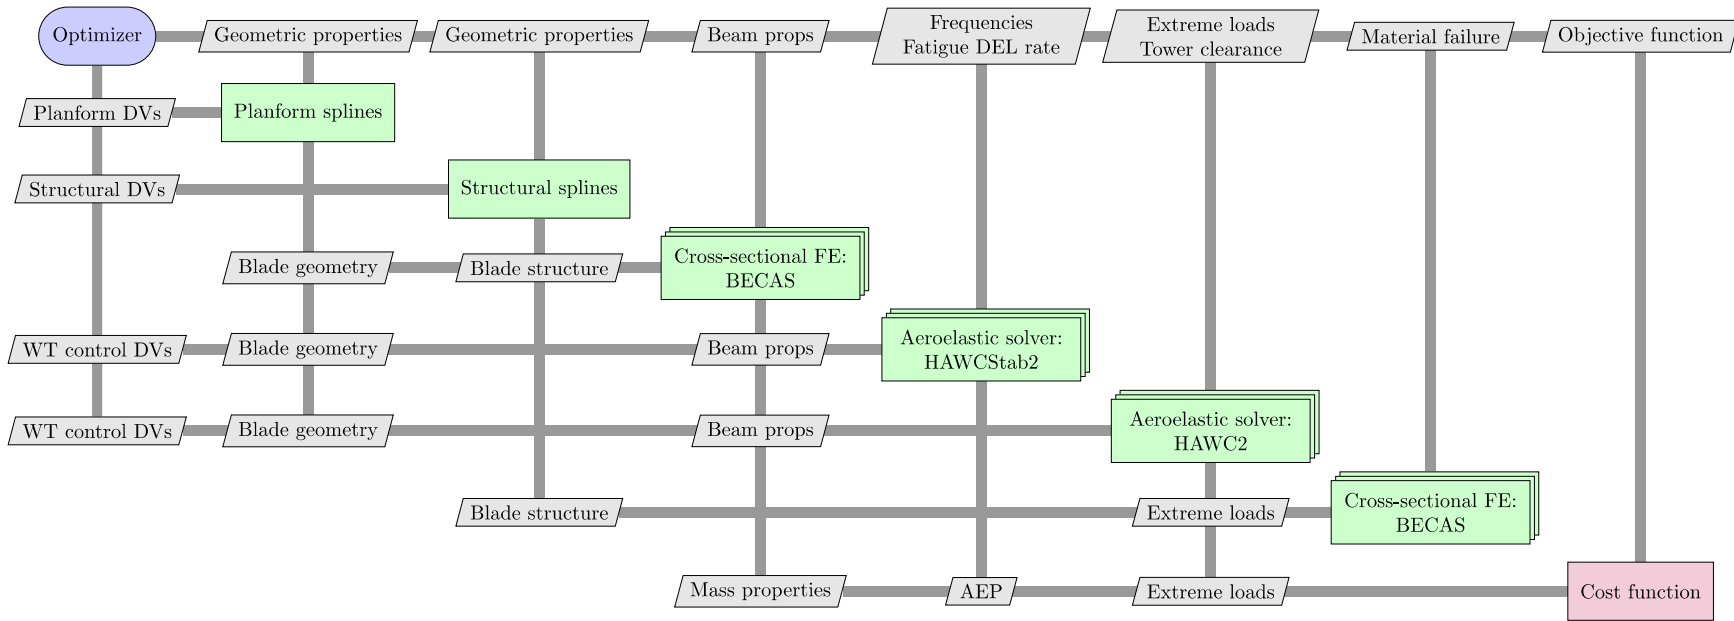 Optimizer
Geometric properties
Geometric properties
Beam props
Frequencies
Fatigue DEL rate
Extreme loads
Tower clearance
Material failure
Objective function
Planform DVs
Planform splines
Structural DVs
Structural splines
Blade geometry
Blade structure
Cross-sectional FE:
BECAS
WT control DVs
Blade geometry
Beam props
Aeroelastic solver:
HAWCStab2
WT control DVs
Blade geometry
Beam props
Aeroelastic solver:
HAWC2
Blade structure
Extreme loads
Cross-sectional FE:
BECAS
Mass properties
AEP
Extreme loads
Cost function